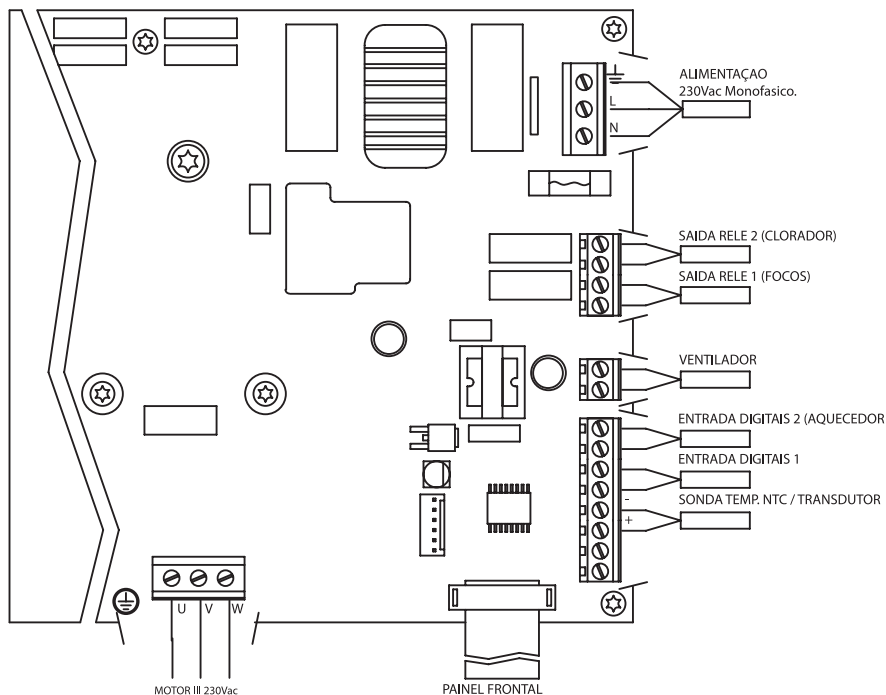 ALIMENTAÇAO
230Vac Monofasico.
L
N
SAIDA RELE 2 (CLORADOR)
SAIDA RELE 1 (FOCOS)
VENTILADOR
ENTRADA DIGITAIS 2 (AQUECEDOR
ENTRADA DIGITAIS 1
-
SONDA TEMP. NTC / TRANSDUTOR
+
U V W
MOTOR III 230Vac
PAINEL FRONTAL